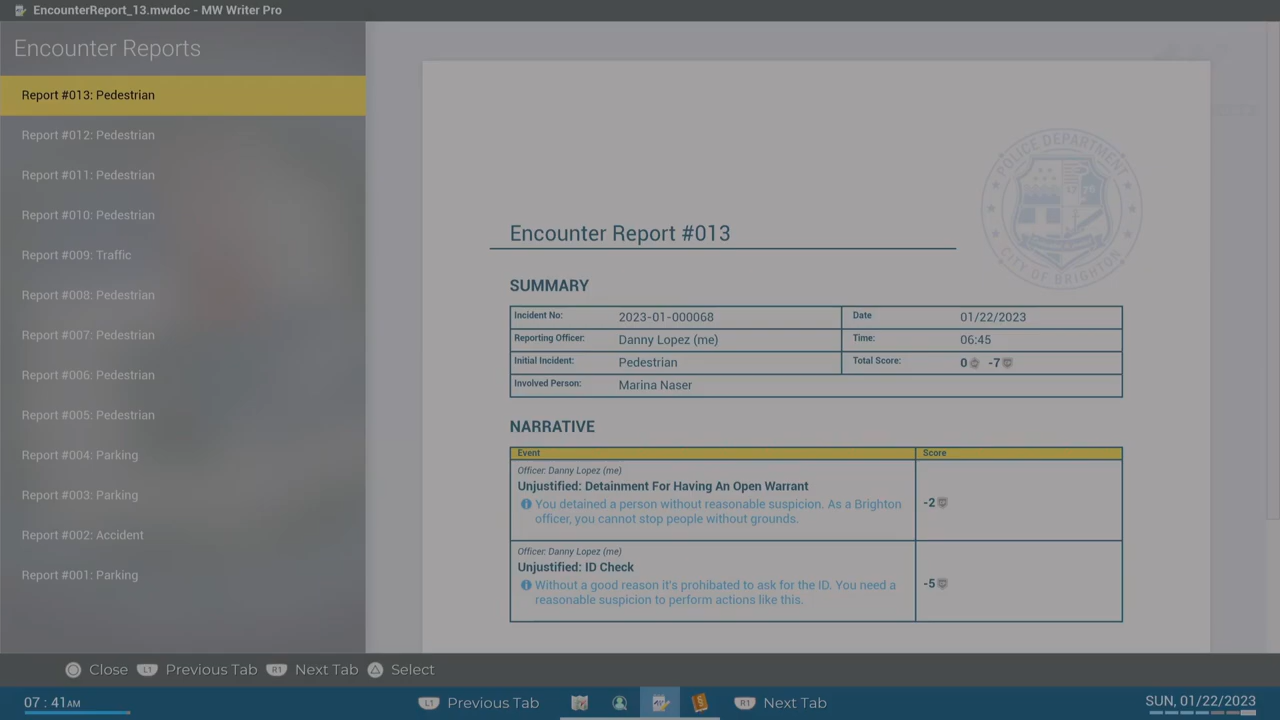 EncounterReport_13.mwdoc - MW Writer Pro
Encounter Reports
Report #013: Pedestrian
Report #012: Pedestrian
Report #011: Pedestrian
Report #010: Pedestrian
Report #009: Traffic
Report #008: Pedestrian
Report #007: Pedestrian
Report #006: Pedestrian
Report #005: Pedestrian
Report #004: Parking
Report #003: Parking
Report #002: Accident
Report #001: Parking
POLICE DEPARTMENT
CITY OF BRIGHTON
Encounter Report #013
SUMMARY
Incident No: 2023-01-000068 Date 01/22/2023
Reporting Officer: Danny Lopez (me) Time: 06:45
Initial Incident: Pedestrian Total Score: 0 -7
Involved Person: Marina Naser
NARRATIVE
Event Score
Officer: Danny Lopez (me)
Unjustified: Detainment For Having An Open Warrant
You detained a person without reasonable suspicion. As a Brighton
officer, you cannot stop people without grounds.
-2
Officer: Danny Lopez (me)
Unjustified: ID Check
Without a good reason it's prohibated to ask for the ID. You need a
reasonable suspicion to perform actions like this.
-5
Close L1 Previous Tab R1 Next Tab Select
07 : 41AM L1 Previous Tab R1 Next Tab SUN, 01/22/2023